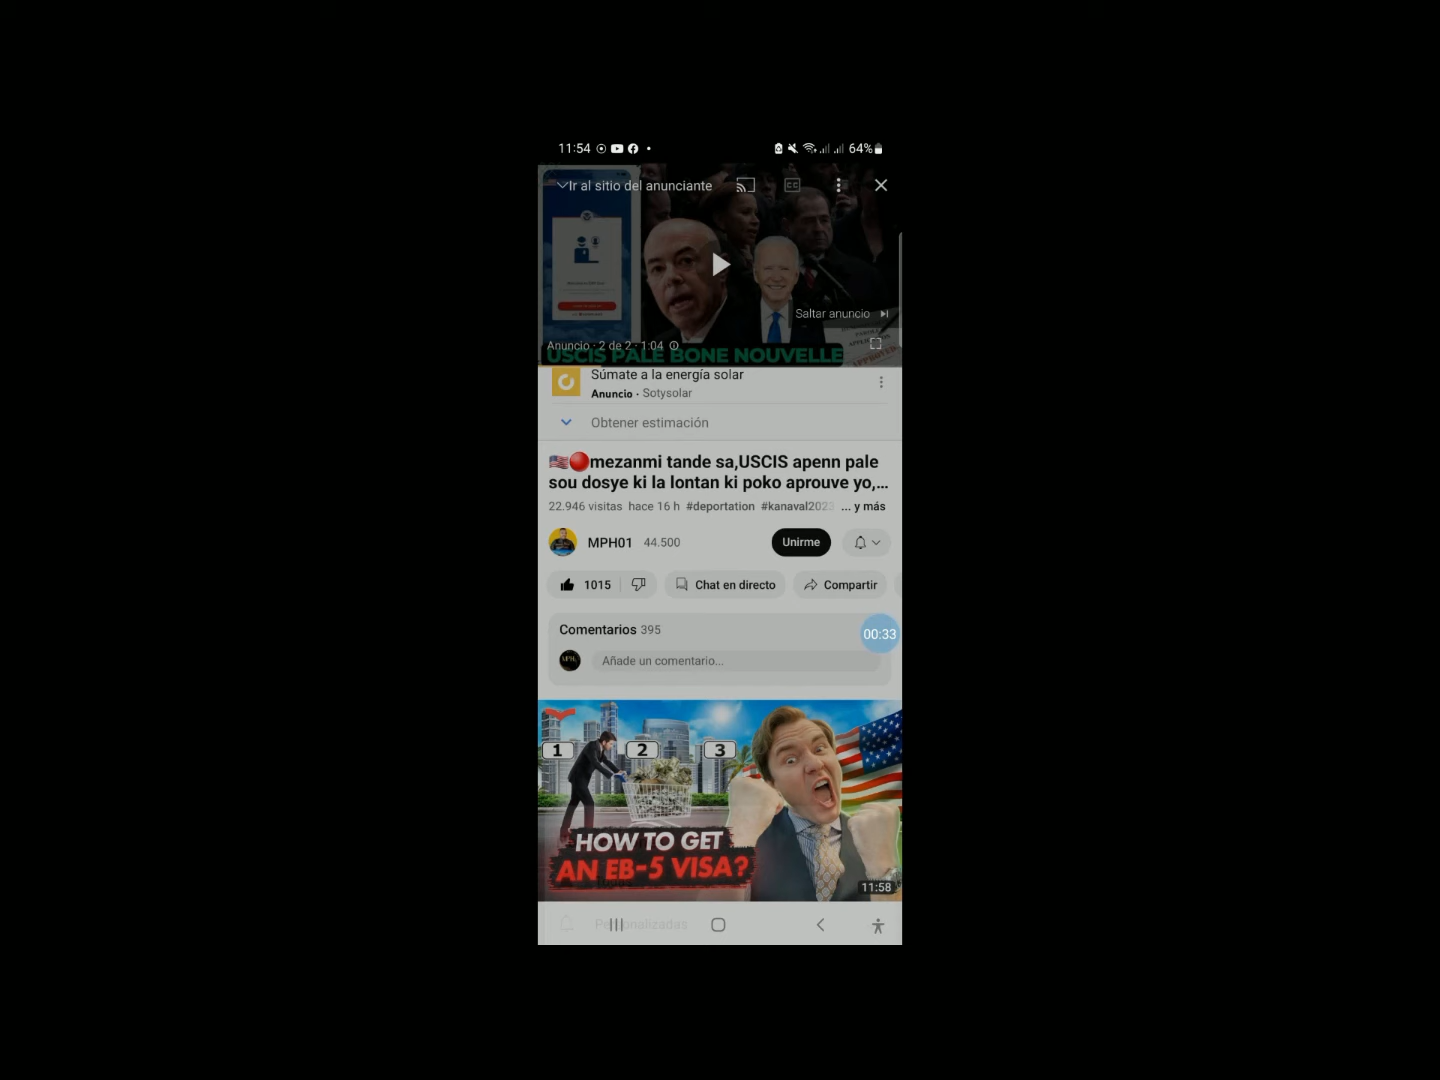 11:54
64%
Ir al sitio del anunciante
CC
Saltar anuncio
Anuncio · 2 de 2 · 1:04
USCIS PALE BONE NOUVELLE
Súmate a la energía solar
Anuncio · Sotysolar
Obtener estimación
mezanmi tande sa,USCIS apenn pale
sou dosye ki la lontan ki poko aprouve yo,...
22.946 visitas hace 16 h #deportation #kanaval2023 ... y más
MPH01 44.500
Unirme
1015
Chat en directo
Compartir
Comentarios 395
00:33
Añade un comentario...
1 2 3
HOW TO GET
AN EB-5 VISA?
11:58
Personalizadas